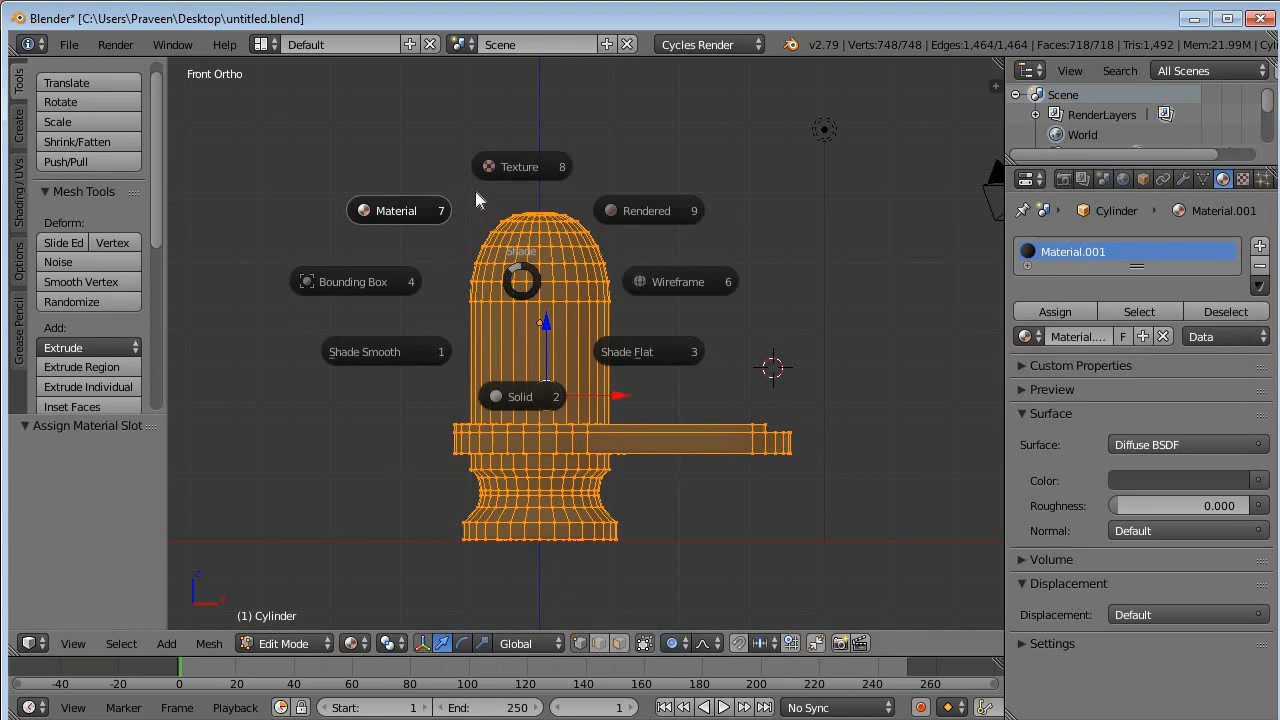 Blender* [C:\Users\Praveen\Desktop\untitled.blend]
File Render Window Help Default Scene Cycles Render v2.79 | Verts:748/748 | Edges:1,464/1,464 | Faces:718/718 | Tris:1,492 | Mem:21.99M | Cyl
Tools
Create
Shading / UVs
Options
Grease Pencil
Translate
Rotate
Scale
Shrink/Fatten
Push/Pull
Mesh Tools
Deform:
Slide Ed Vertex
Noise
Smooth Vertex
Randomize
Add:
Extrude
Extrude Region
Extrude Individual
Inset Faces
Assign Material Slot
Front Ortho
Texture 8
Material 7
Rendered 9
Shade
Bounding Box 4
Wireframe 6
Shade Smooth 1
Shade Flat 3
Solid 2
z
x
(1) Cylinder
View Search All Scenes
Scene
RenderLayers
World
Cylinder Material.001
Material.001
Assign Select Deselect
Material.... F Data
Custom Properties
Preview
Surface
Surface: Diffuse BSDF
Color:
Roughness: 0.000
Normal: Default
Volume
Displacement
Displacement: Default
Settings
View Select Add Mesh Edit Mode Global
-40 -20 0 20 40 60 80 100 120 140 160 180 200 220 240 260
View Marker Frame Playback Start: 1 End: 250 1 No Sync